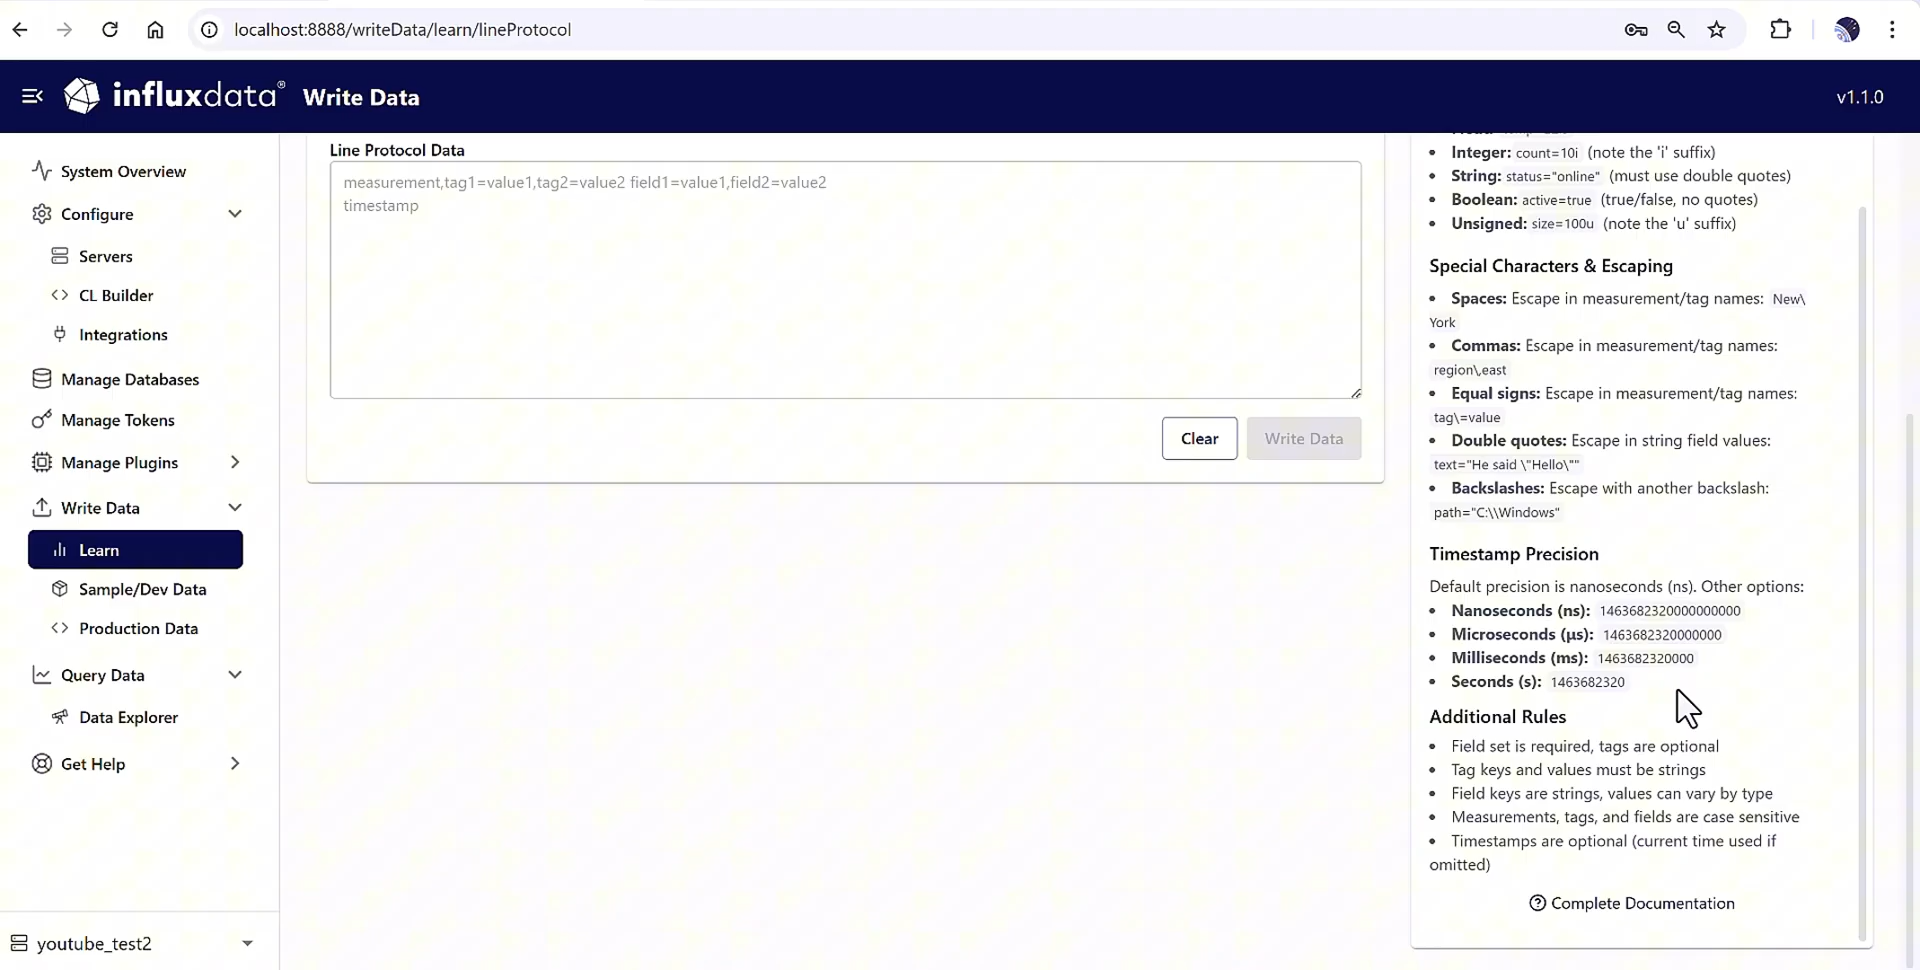 localhost:8888/writeData/learn/lineProtocol
influxdata® Write Data
v1.1.0
System Overview
Configure
Servers
CL Builder
Integrations
Manage Databases
Manage Tokens
Manage Plugins
Write Data
Learn
Sample/Dev Data
Production Data
Query Data
Data Explorer
Get Help
youtube_test2
Line Protocol Data
measurement,tag1=value1,tag2=value2 field1=value1,field2=value2
timestamp
Clear
Write Data
• Integer: count=10i (note the 'i' suffix)
• String: status="online" (must use double quotes)
• Boolean: active=true (true/false, no quotes)
• Unsigned: size=100u (note the 'u' suffix)
Special Characters & Escaping
• Spaces: Escape in measurement/tag names: New\
York
• Commas: Escape in measurement/tag names:
region\,east
• Equal signs: Escape in measurement/tag names:
tag\=value
• Double quotes: Escape in string field values:
text="He said \"Hello\""
• Backslashes: Escape with another backslash:
path="C:\\Windows"
Timestamp Precision
Default precision is nanoseconds (ns). Other options:
• Nanoseconds (ns): 1463682320000000000
• Microseconds (µs): 1463682320000000
• Milliseconds (ms): 1463682320000
• Seconds (s): 1463682320
Additional Rules
• Field set is required, tags are optional
• Tag keys and values must be strings
• Field keys are strings, values can vary by type
• Measurements, tags, and fields are case sensitive
• Timestamps are optional (current time used if
omitted)
Complete Documentation